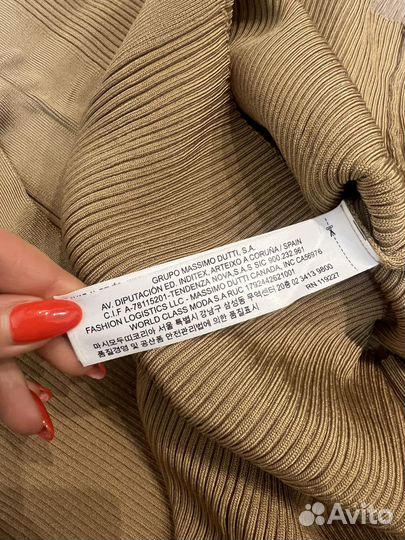 GRUPO MASSIMO DUTTI, S.A.
AV. DIPUTACIÓN ED. INDITEX, ARTEIXO A CORUÑA / SPAIN
C.I.F A-78115201-TENDENZA NOVA,S.A.S SIC 900.232.961
FASHION LOGISTICS LLC - MASSIMO DUTTI CANADA, INC CA56976
WORLD CLASS MODA S.A RUC 1792442621001
마시모두띠코리아 서울 특별시 강남구 삼성동 무역센터 20층 02 3413 9800
품질경영 및 공산품 안전관리법에 의한 품질표시
RN 119227
Avito